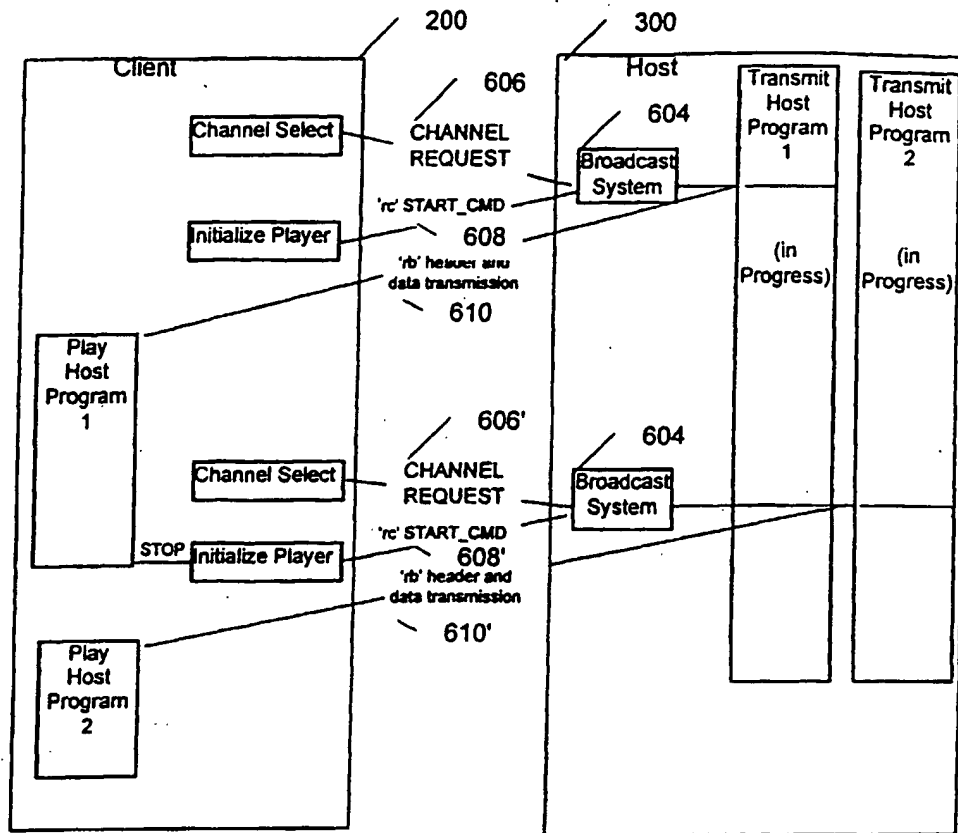 200
300
Client
Host
606
604
Transmit
Host
Program
1
Transmit
Host
Program
2
Channel Select
CHANNEL
REQUEST
Broadcast
System
'rc' START_CMD
Initialize Player
608
'rb' header and
data transmission
610
(in
Progress)
(in
Progress)
Play
Host
Program
1
606'
604
Channel Select
CHANNEL
REQUEST
Broadcast
System
'rc' START_CMD
STOP
Initialize Player
608'
'rb' header and
data transmission
610'
Play
Host
Program
2